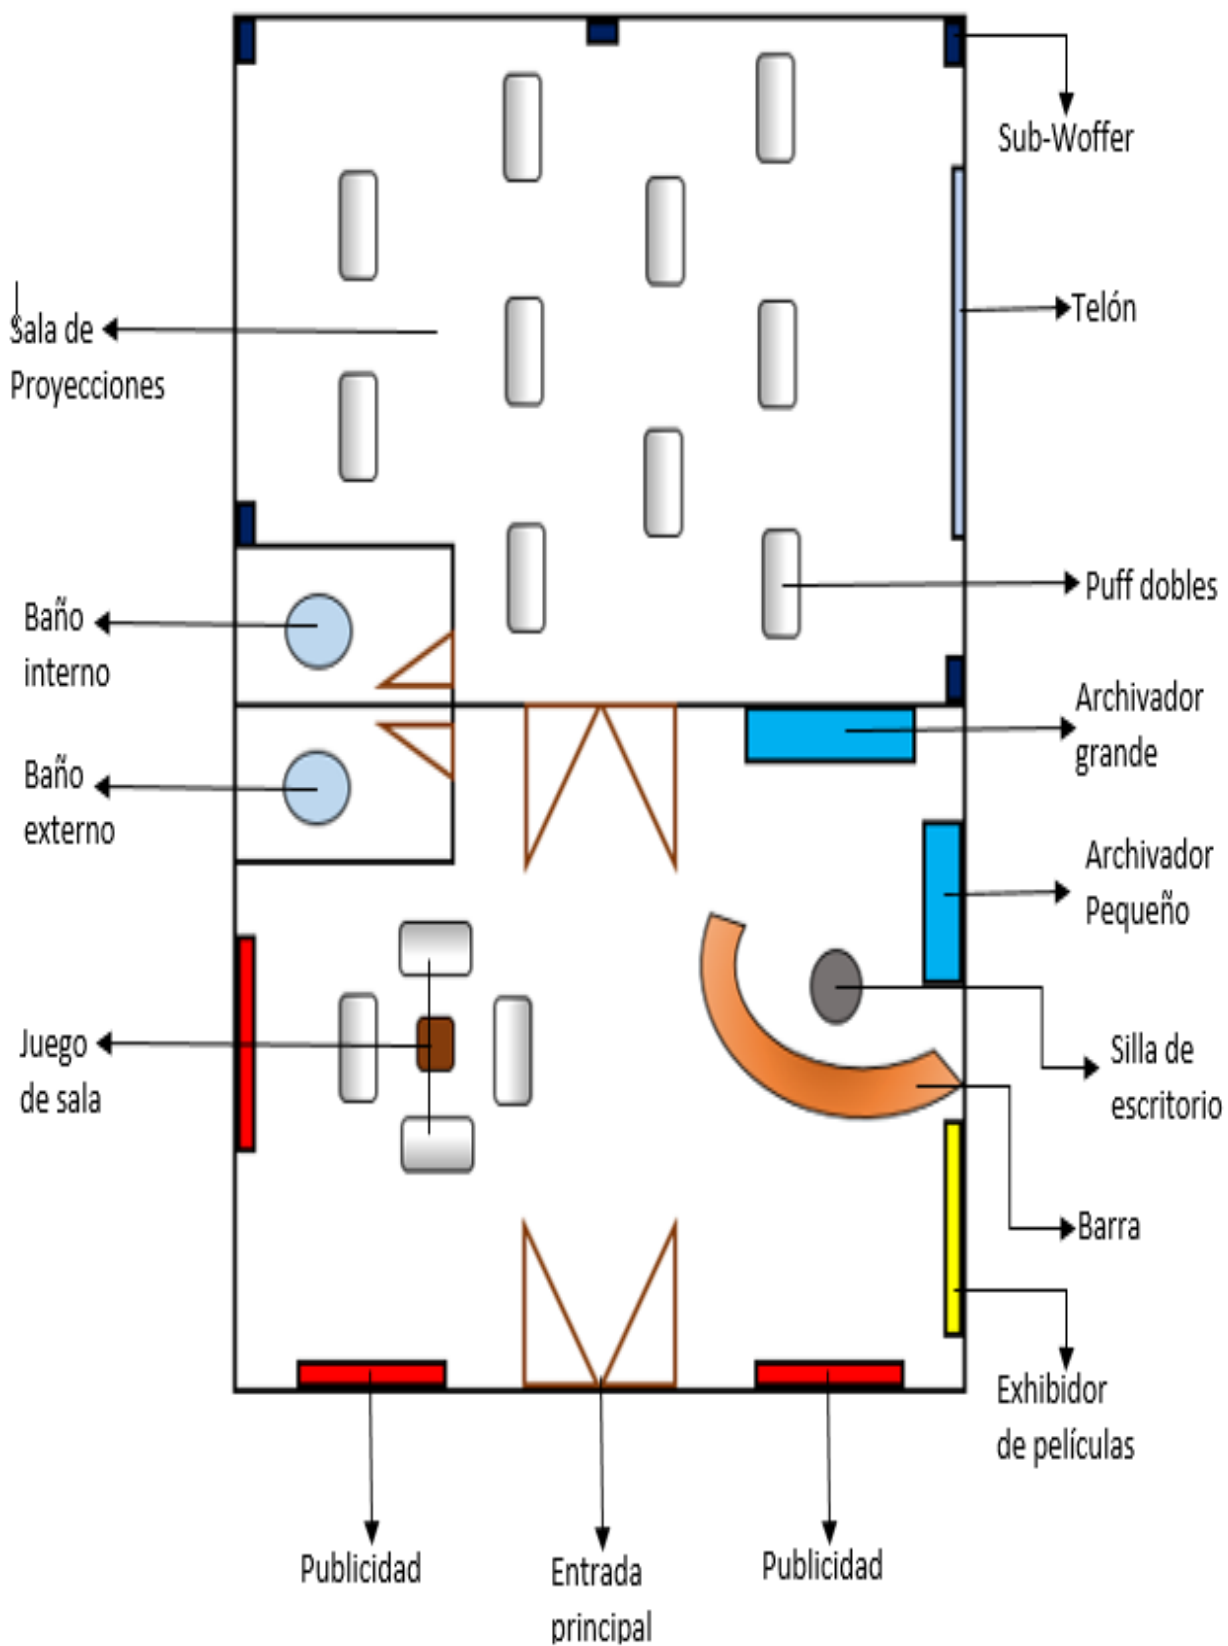 Sub-Woffer
Telón
Sala de
Proyecciones
Puff dobles
Baño
interno
Archivador
grande
Baño
externo
Archivador
Pequeño
Juego
de sala
Silla de
escritorio
Barra
Exhibidor
de películas
Publicidad
Entrada
principal
Publicidad